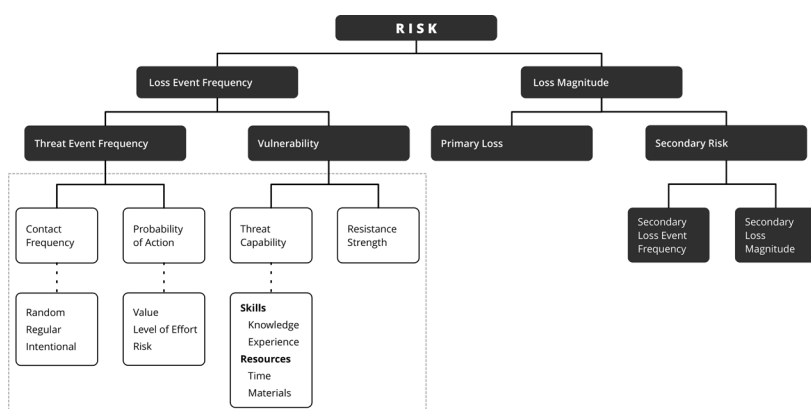 RISK
Loss Event Frequency
Loss Magnitude
Threat Event Frequency
Vulnerability
Primary Loss
Secondary Risk
Contact
Frequency
Probability
of Action
Threat
Capability
Resistance
Strength
Secondary
Loss Event
Frequency
Secondary
Loss
Magnitude
Random
Regular
Intentional
Value
Level of Effort
Risk
Skills
Knowledge
Experience
Resources
Time
Materials